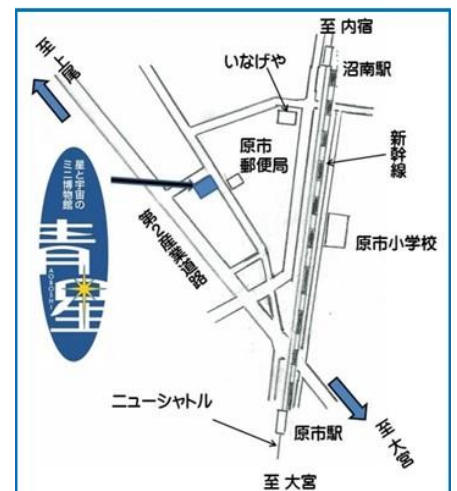 至 内宿
至 上尾
いなげや
沼南駅
原市
郵便局
新幹線
星と宇宙の
ミニ博物館
青星
AOBOSHI
第2産業道路
原市小学校
ニューシャトル
原市駅
至 大宮
至 大宮